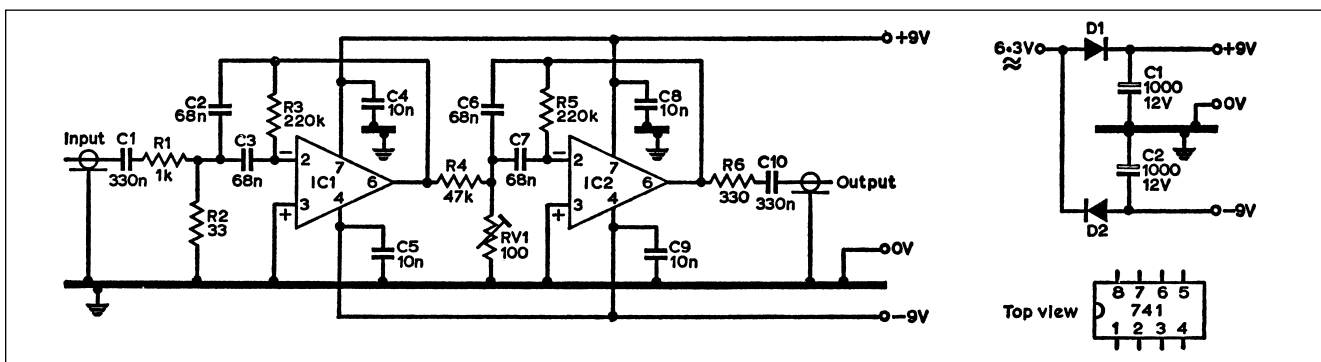 +9V
C2
68n
R3
220k
C4
10n
Input
C1
330n
R1
1k
C3
68n
R2
33
−
2
7
IC1
6
3
4
+
C5
10n
R4
47k
C6
68n
R5
220k
C8
10n
C7
68n
RV1
100
−
2
7
IC2
6
3
4
+
C9
10n
R6
330
C10
330n
Output
0V
−9V
D1
6·3V
≈
+9V
C1
1000
12V
0V
C2
1000
12V
−9V
D2
Top view
8 7 6 5
741
1 2 3 4